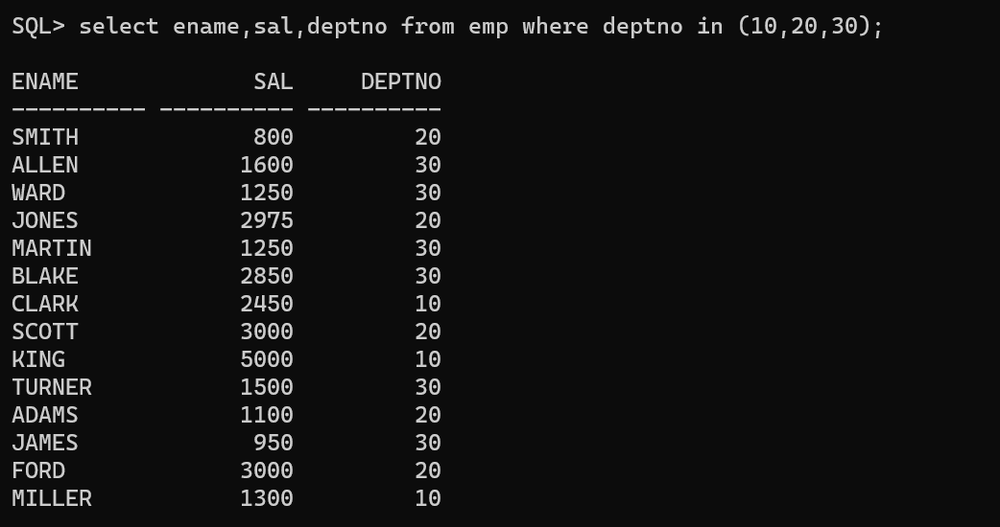 SQL> select ename,sal,deptno from emp where deptno in (10,20,30);

ENAME             SAL     DEPTNO
---------- ---------- ----------
SMITH             800         20
ALLEN            1600         30
WARD             1250         30
JONES            2975         20
MARTIN           1250         30
BLAKE            2850         30
CLARK            2450         10
SCOTT            3000         20
KING             5000         10
TURNER           1500         30
ADAMS            1100         20
JAMES             950         30
FORD             3000         20
MILLER           1300         10